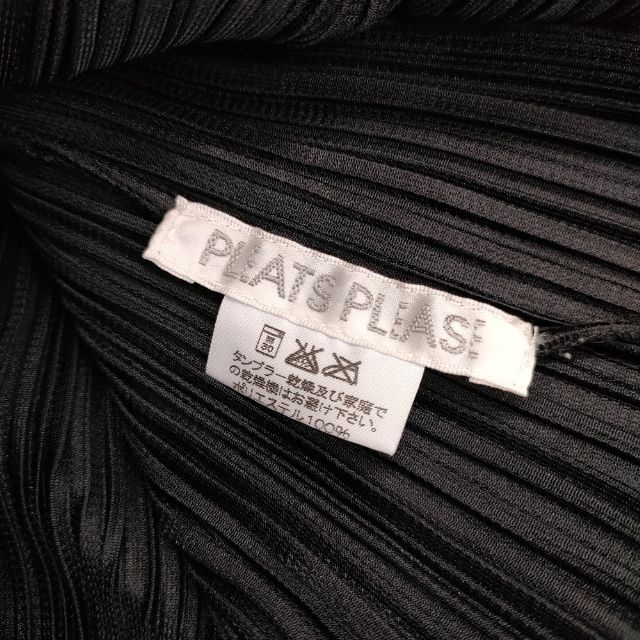 PLEATS PLEASE
タンブラー乾燥及び家庭で
の乾燥機はお避け下さい。
ポリエステル100%